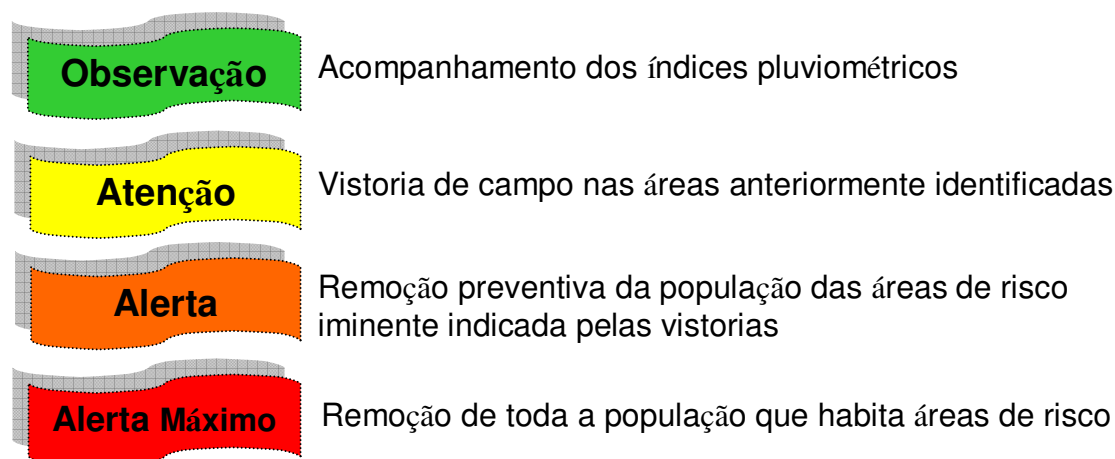 Observação
Acompanhamento dos índices pluviométricos
Atenção
Vistoria de campo nas áreas anteriormente identificadas
Alerta
Remoção preventiva da população das áreas de risco
iminente indicada pelas vistorias
Alerta Máximo
Remoção de toda a população que habita áreas de risco